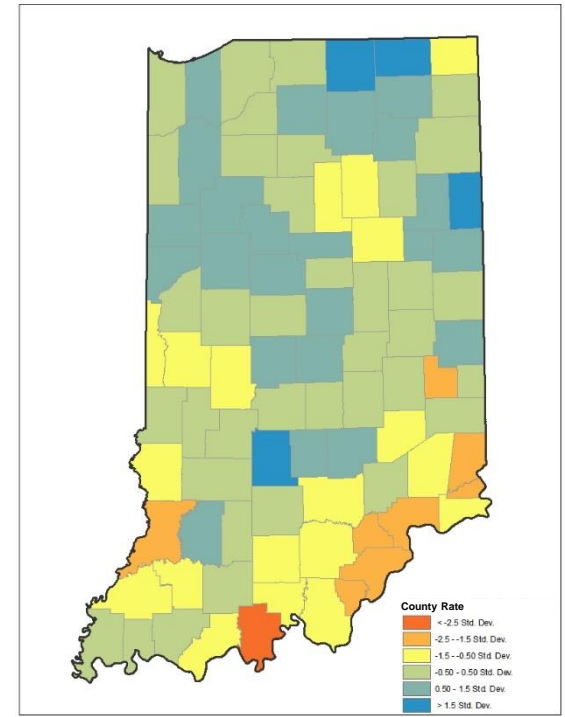 County Rate
< -2.5 Std. Dev.
-2.5 - -1.5 Std. Dev.
-1.5 - -0.50 Std. Dev.
-0.50 - 0.50 Std. Dev.
0.50 - 1.5 Std. Dev.
> 1.5 Std. Dev.